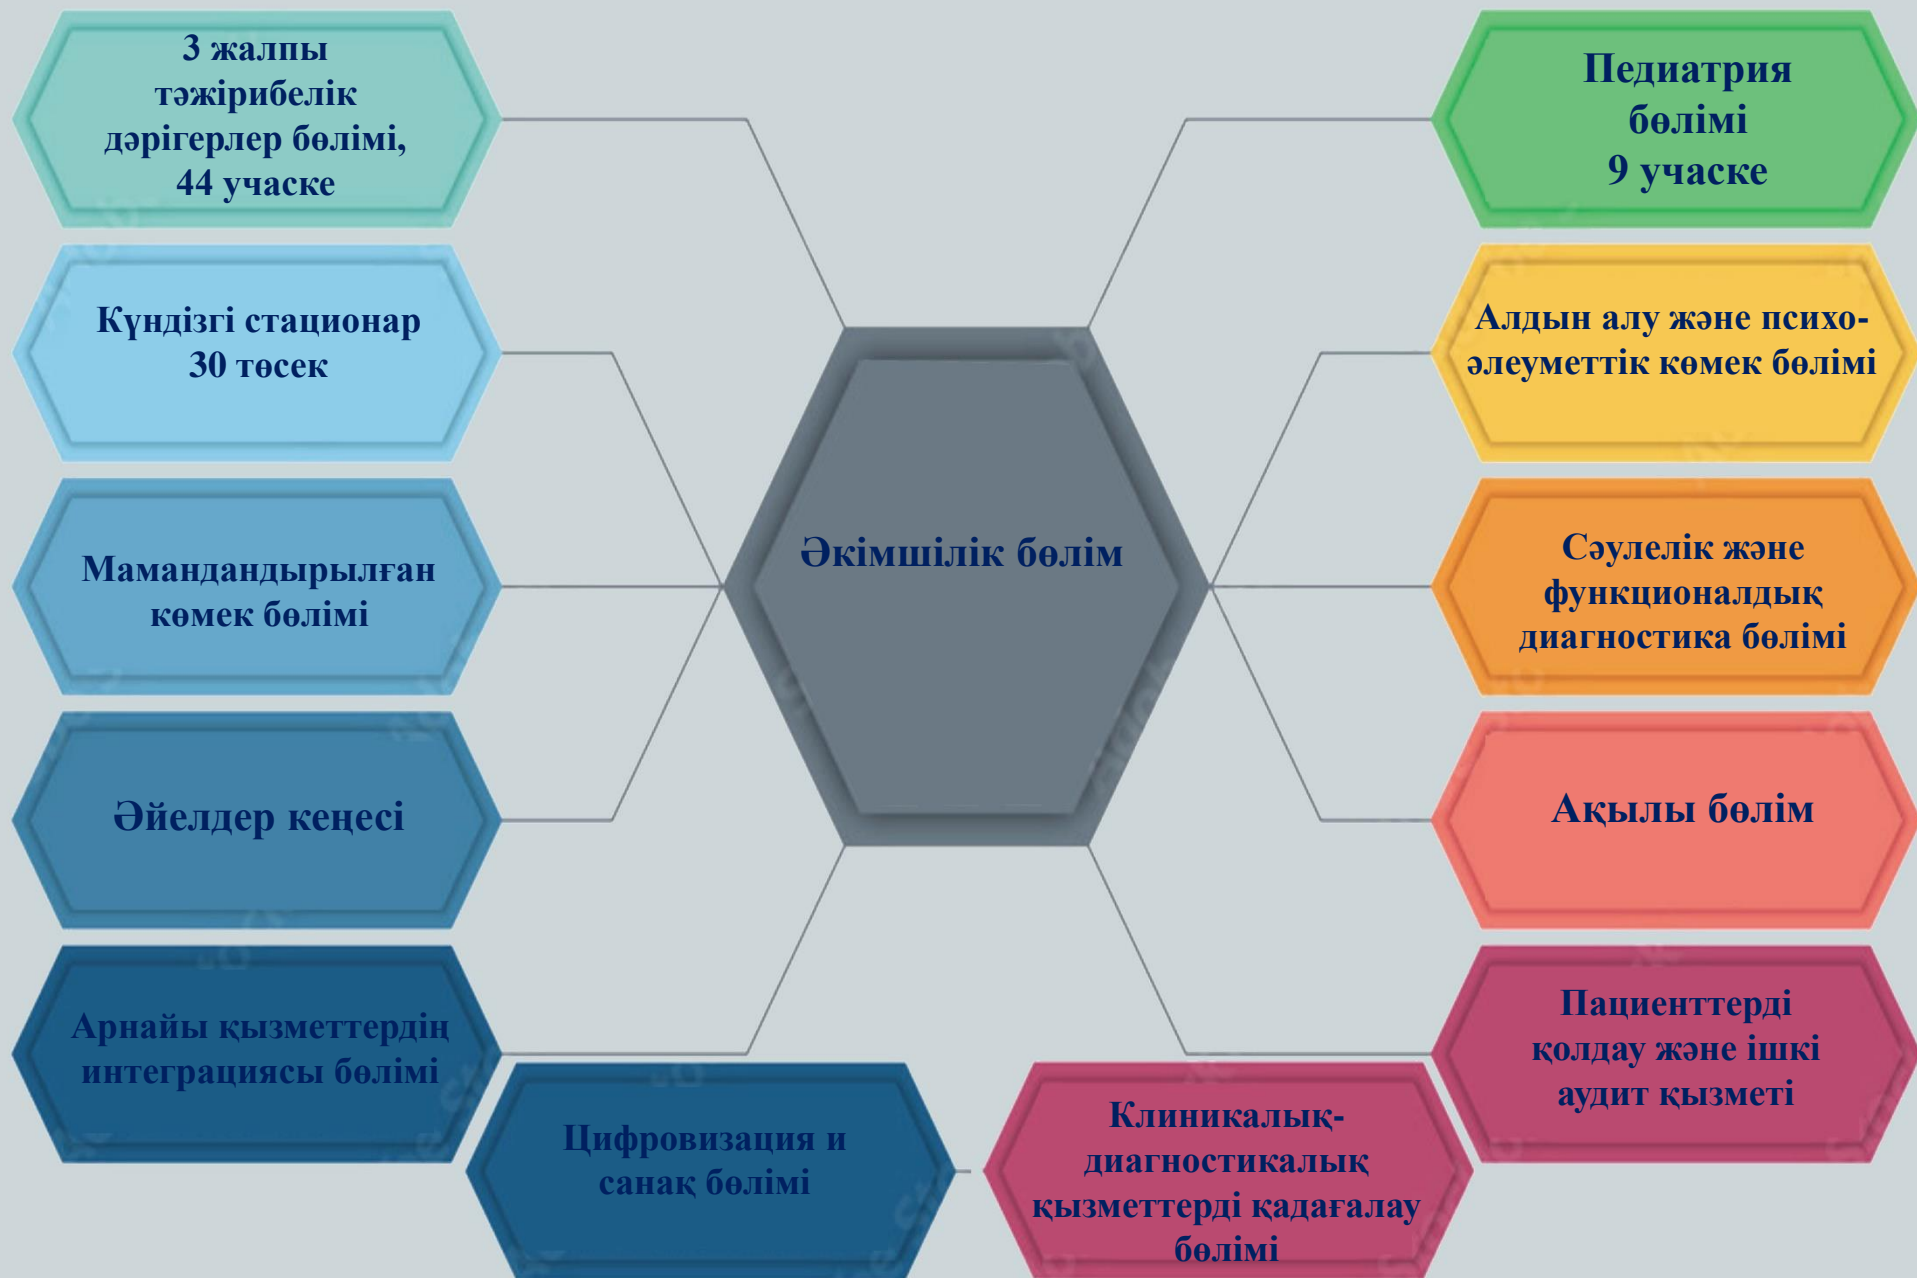 3 жалпы
тәжірибелік
дәрігерлер бөлімі,
44 учаске
Күндізгі стационар
30 төсек
Мамандандырылған
көмек бөлімі
Әйелдер кеңесі
Арнайы қызметтердің
интеграциясы бөлімі
Цифровизация и
санақ бөлімі
Әкімшілік бөлім
Педиатрия
бөлімі
9 учаске
Алдын алу және психо-
әлеуметтік көмек бөлімі
Сәулелік және
функционалдық
диагностика бөлімі
Ақылы бөлім
Пациенттерді
қолдау және ішкі
аудит қызметі
Клиникалық-
диагностикалық
қызметтерді қадағалау
бөлімі